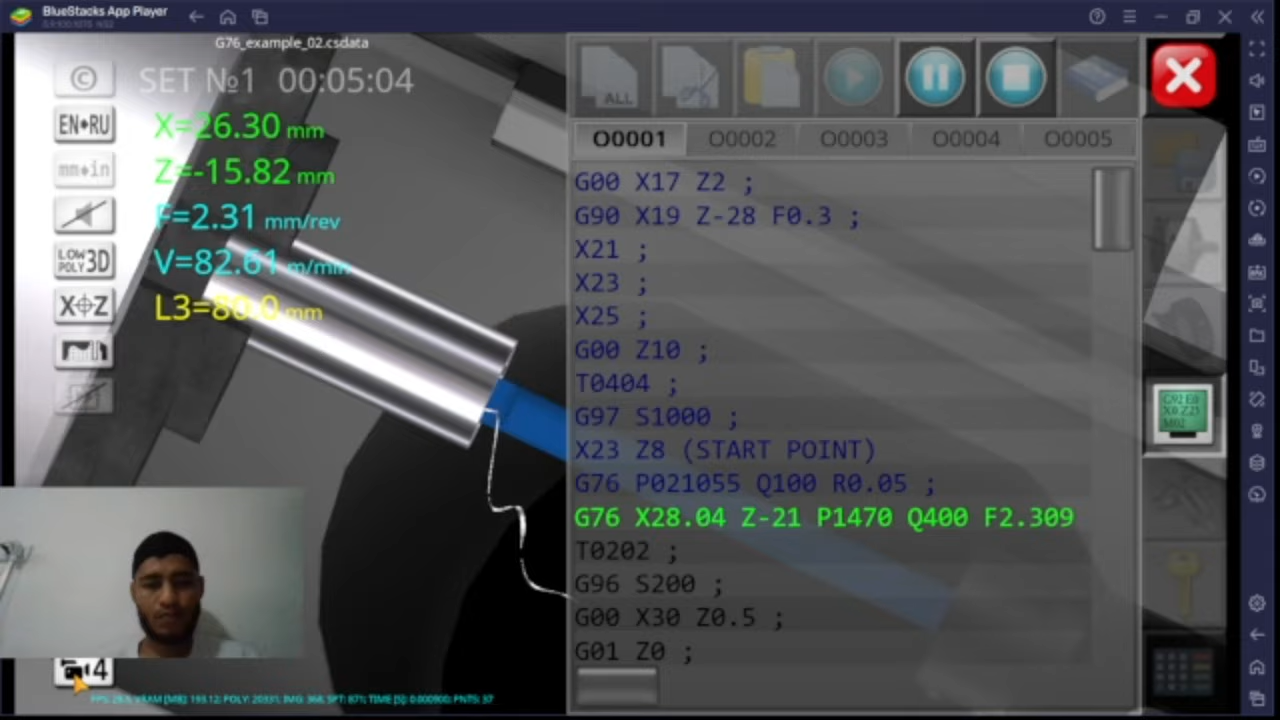 BlueStacks App Player
G76_example_02.csdata
SET №1 00:05:04
EN RU
X=26.30 mm
mm in
Z=-15.82 mm
F=2.31 mm/rev
LOW POLY 3D
V=82.61 m/min
X Z
L3=80.0 mm
4
ALL
O0001 O0002 O0003 O0004 O0005
G00 X17 Z2 ;
G90 X19 Z-28 F0.3 ;
X21 ;
X23 ;
X25 ;
G00 Z10 ;
T0404 ;
G97 S1000 ;
X23 Z8 (START POINT)
G76 P021055 Q100 R0.05 ;
G76 X28.04 Z-21 P1470 Q400 F2.309
T0202 ;
G96 S200 ;
G00 X30 Z0.5 ;
G01 Z0 ;